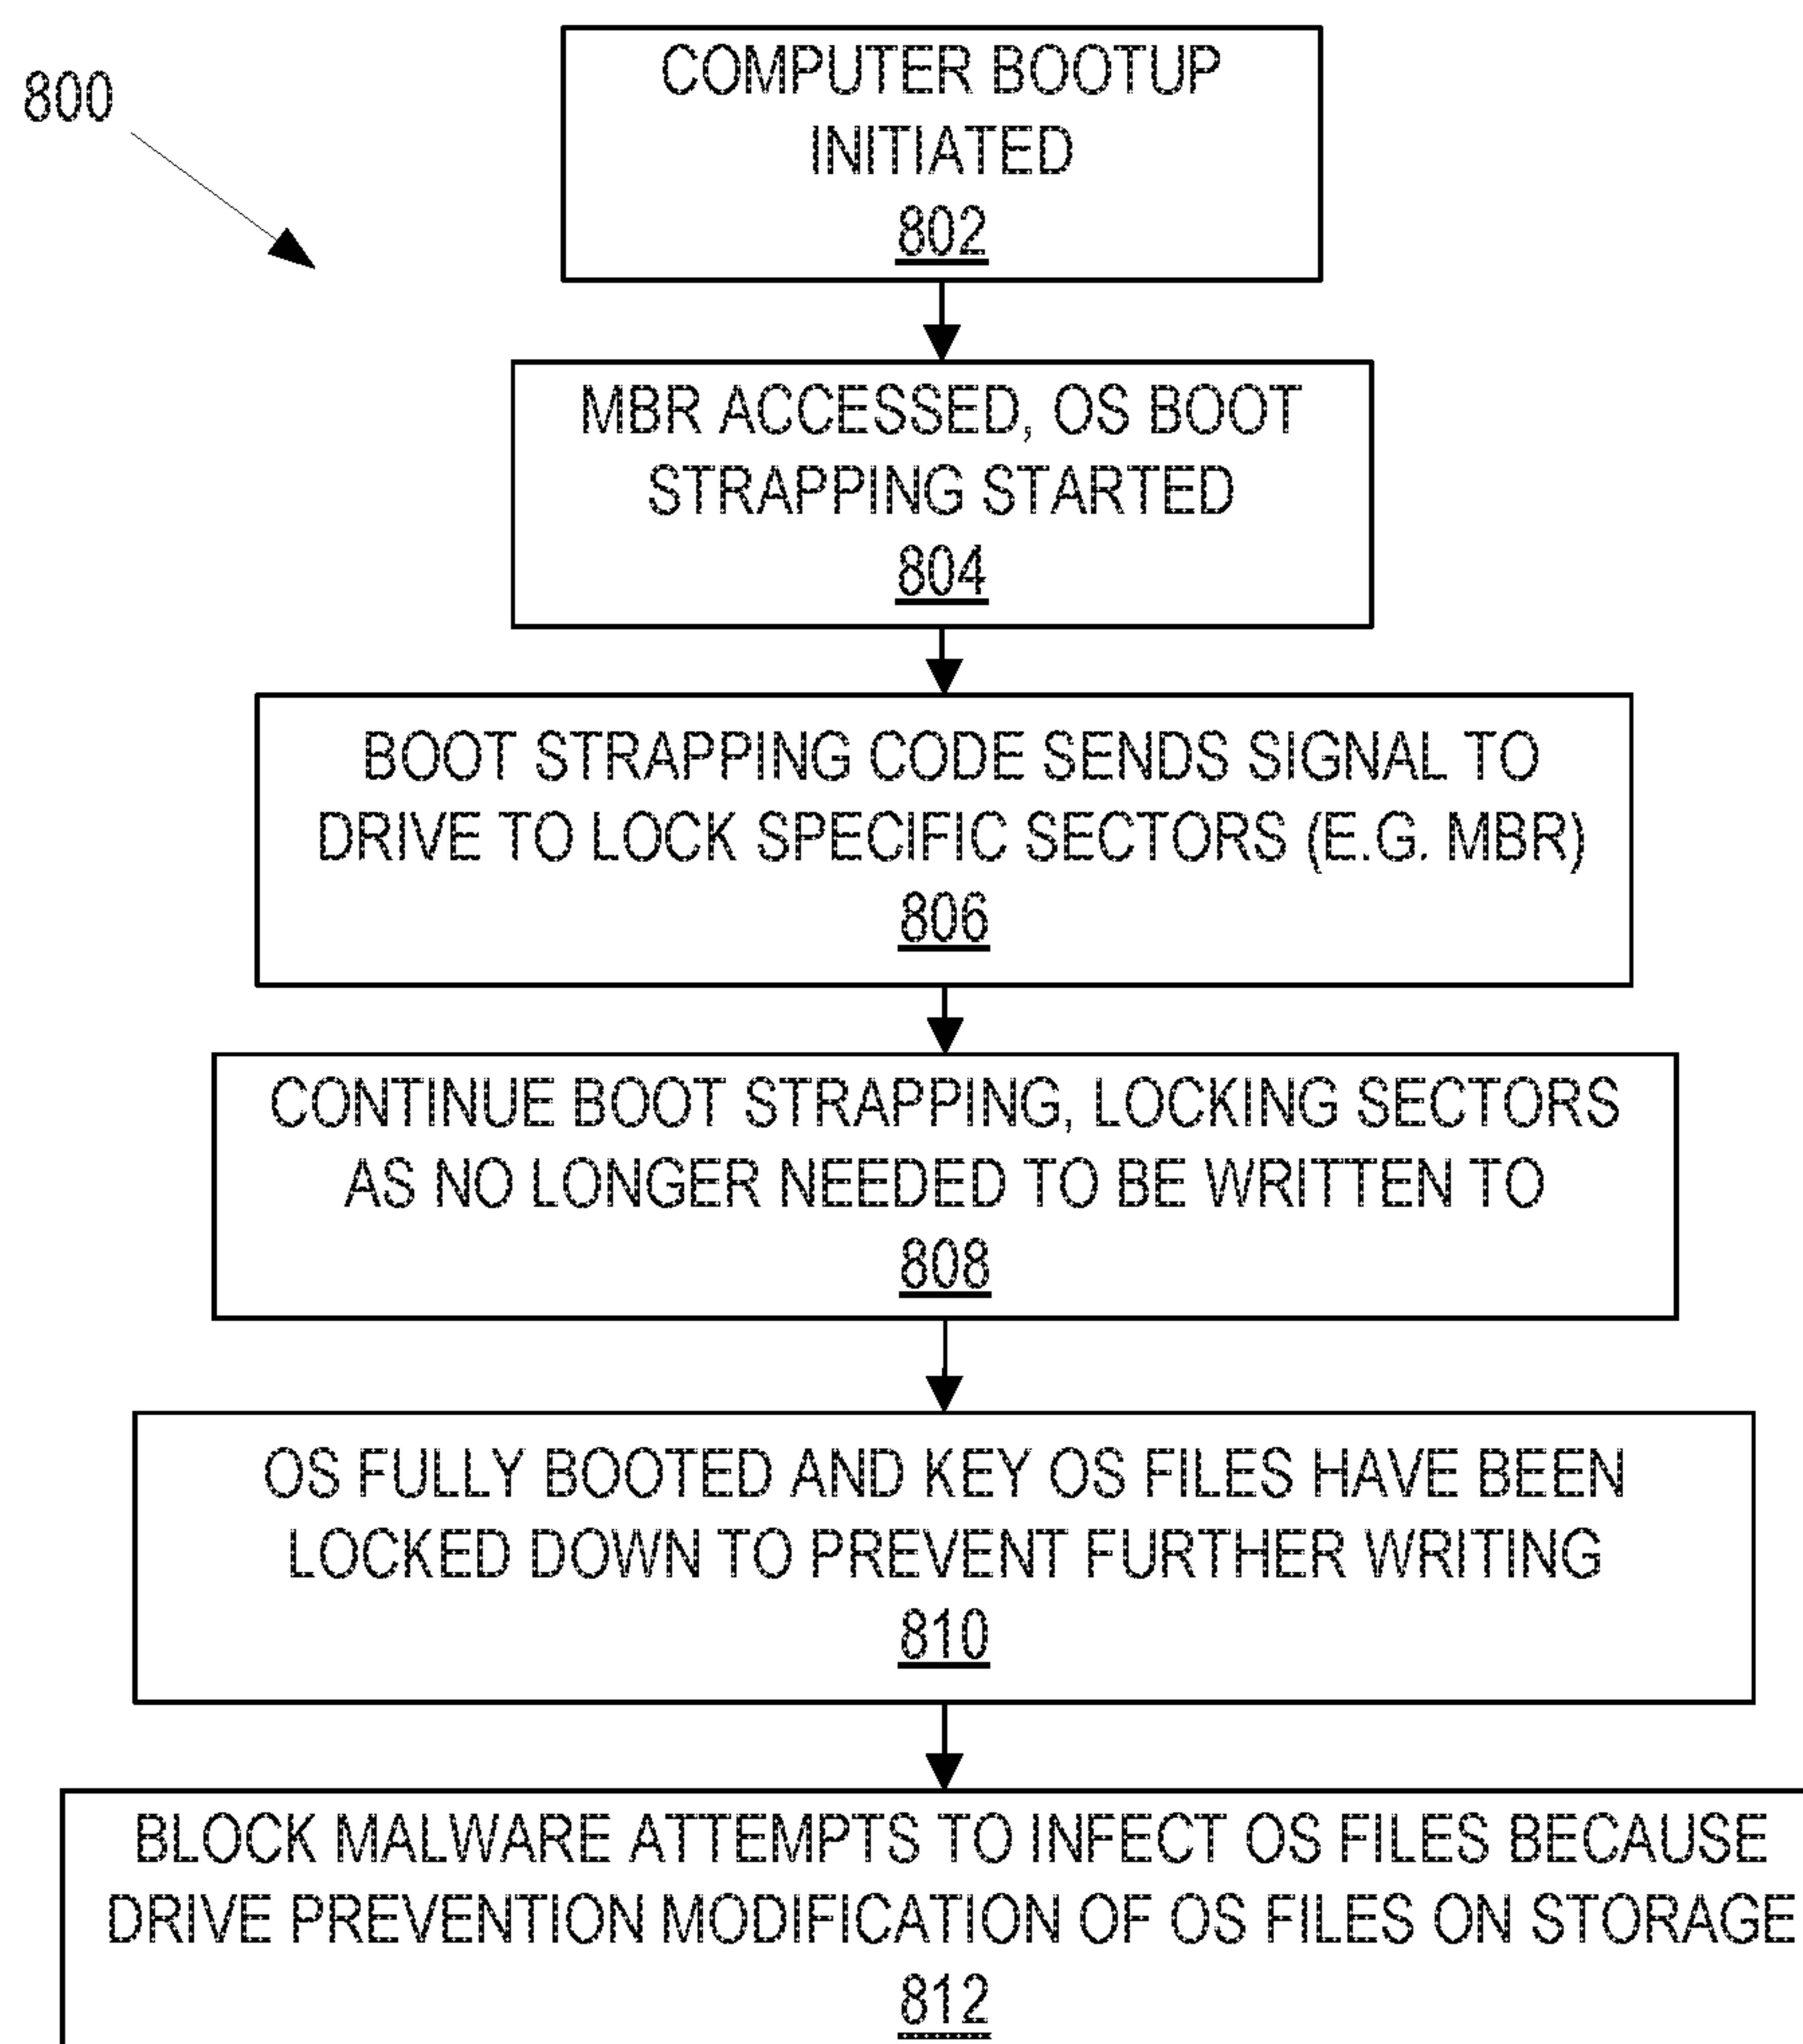 800
COMPUTER BOOTUP
INITIATED
802
MBR ACCESSED, OS BOOT
STRAPPING STARTED
804
BOOT STRAPPING CODE SENDS SIGNAL TO
DRIVE TO LOCK SPECIFIC SECTORS (E.G. MBR)
806
CONTINUE BOOT STRAPPING, LOCKING SECTORS
AS NO LONGER NEEDED TO BE WRITTEN TO
808
OS FULLY BOOTED AND KEY OS FILES HAVE BEEN
LOCKED DOWN TO PREVENT FURTHER WRITING
810
BLOCK MALWARE ATTEMPTS TO INFECT OS FILES BECAUSE
DRIVE PREVENTION MODIFICATION OF OS FILES ON STORAGE
812